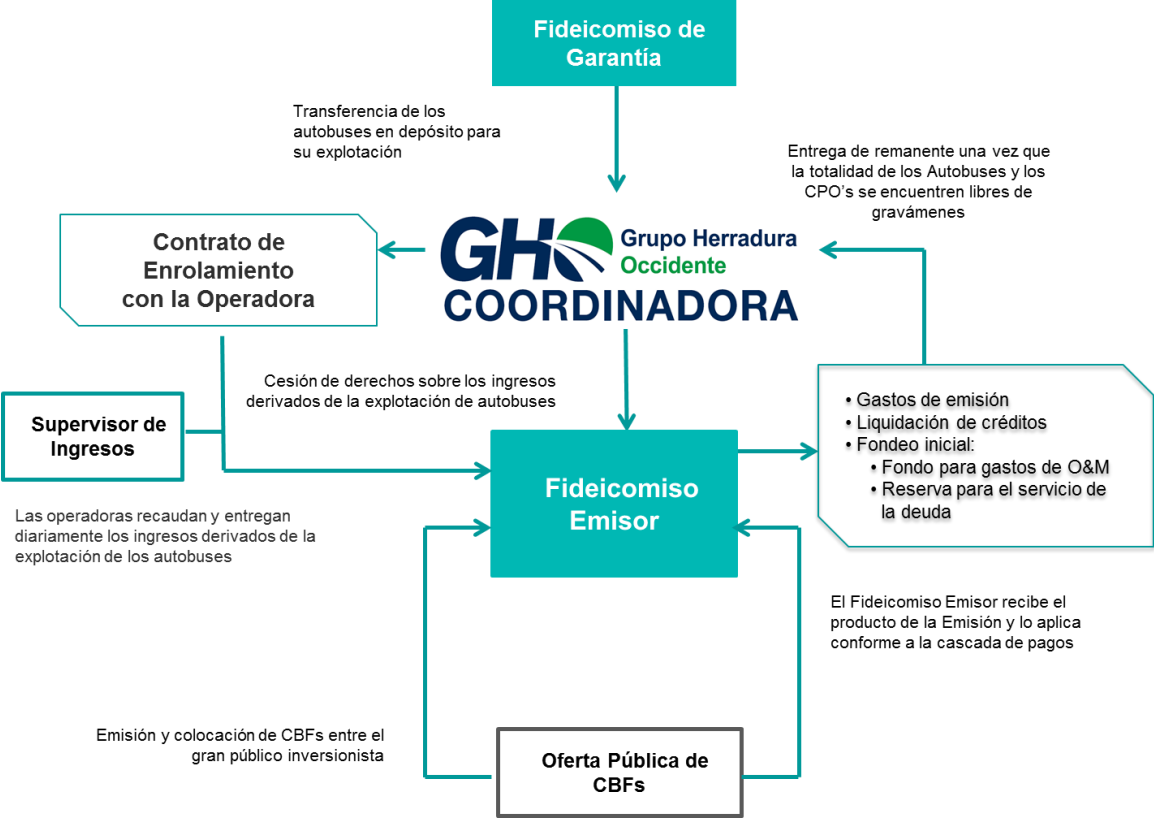 Fideicomiso de
Garantía
Transferencia de los
autobuses en depósito para
su explotación
Entrega de remanente una vez que
la totalidad de los Autobuses y los
CPO's se encuentren libres de
gravámenes
Contrato de
Enrolamiento
con la Operadora
GHO Grupo Herradura
Occidente
COORDINADORA
Cesión de derechos sobre los ingresos
derivados de la explotación de autobuses
Supervisor de
Ingresos
• Gastos de emisión
• Liquidación de créditos
• Fondeo inicial:
• Fondo para gastos de O&M
• Reserva para el servicio de
la deuda
Fideicomiso
Emisor
Las operadoras recaudan y entregan
diariamente los ingresos derivados de la
explotación de los autobuses
El Fideicomiso Emisor recibe el
producto de la Emisión y lo aplica
conforme a la cascada de pagos
Emisión y colocación de CBFs entre el
gran público inversionista
Oferta Pública de
CBFs